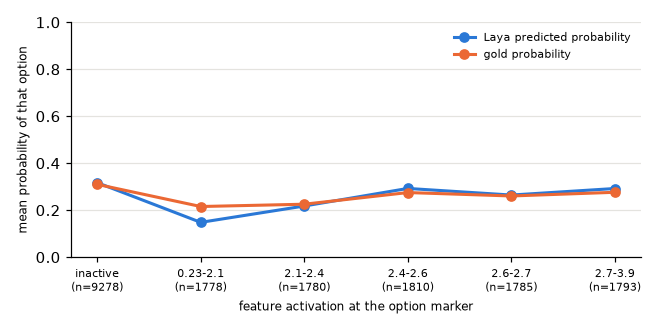 1.0
0.8
0.6
0.4
0.2
0.0
mean probability of that option
Laya predicted probability
gold probability
inactive
(n=9278)
0.23-2.1
(n=1778)
2.1-2.4
(n=1780)
2.4-2.6
(n=1810)
2.6-2.7
(n=1785)
2.7-3.9
(n=1793)
feature activation at the option marker